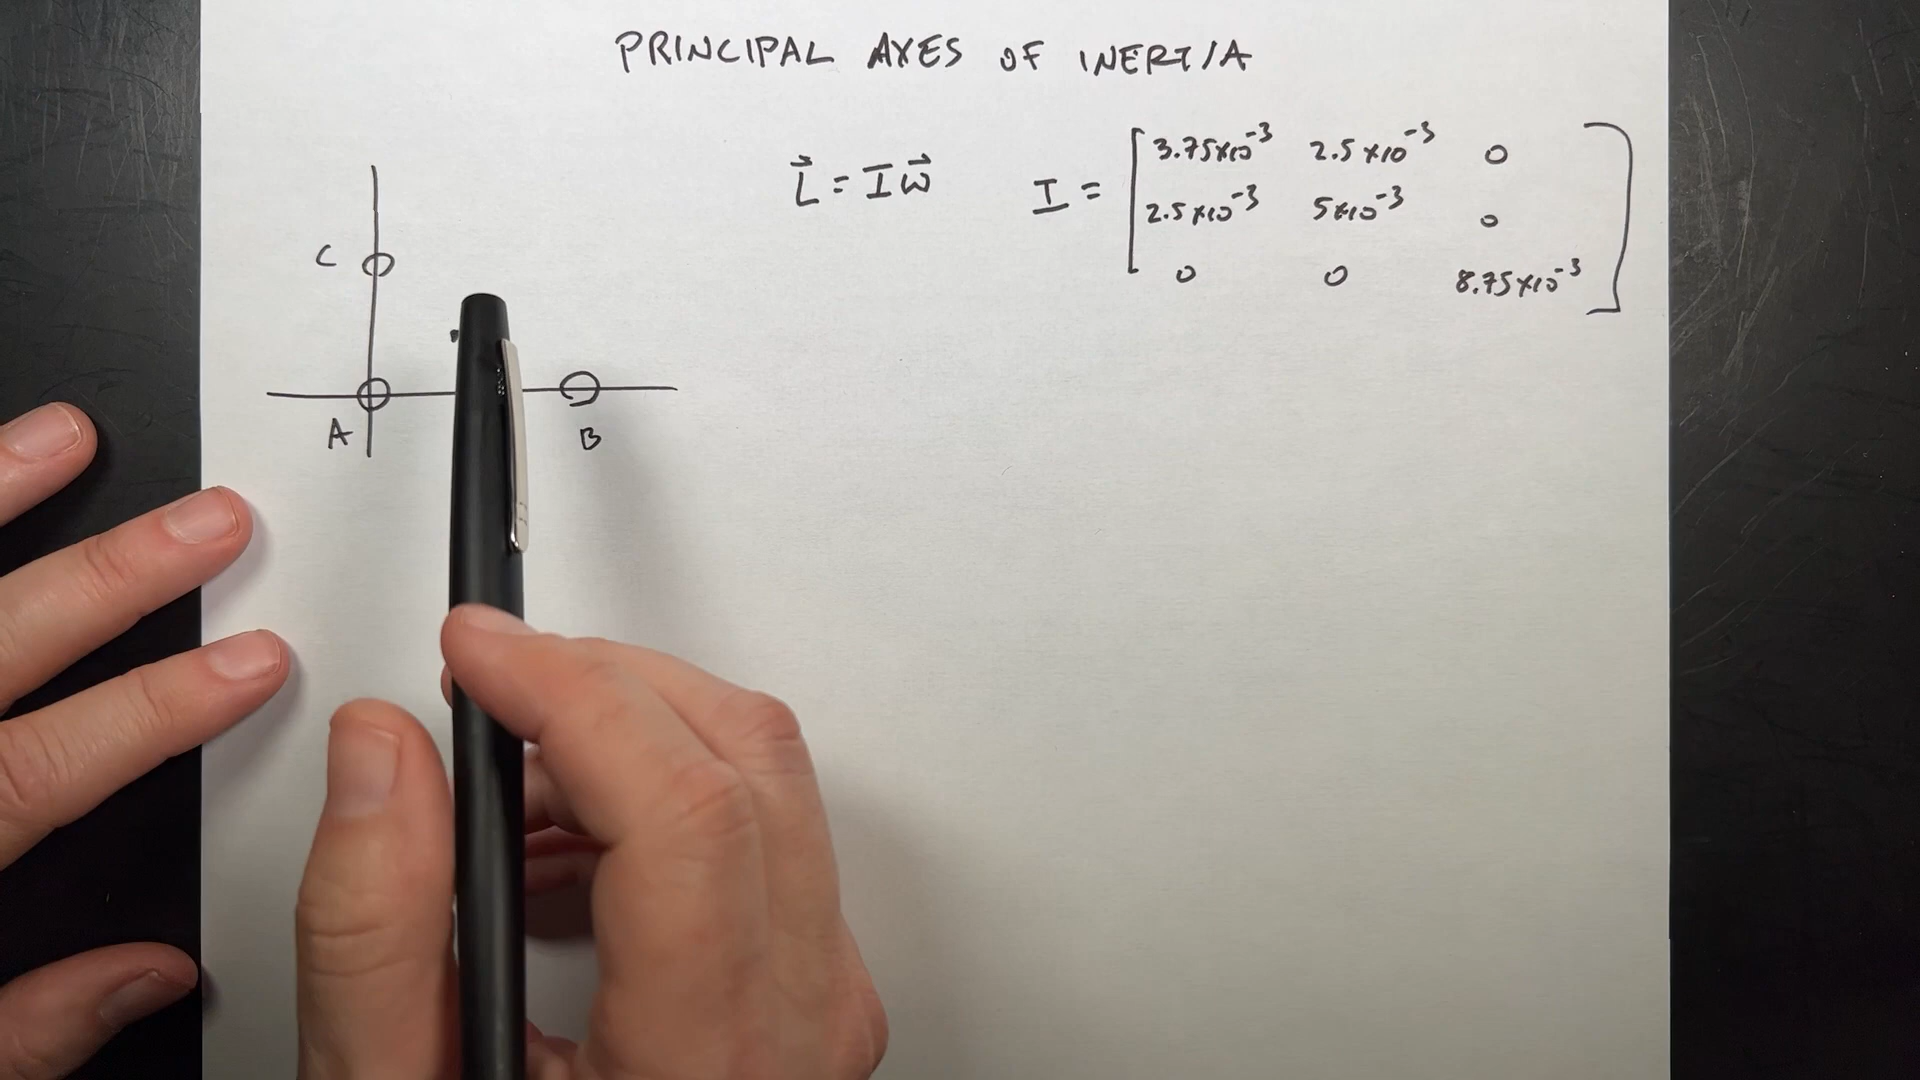 PRINCIPAL AXES OF INERTIA
L⃗ = Iω⃗
I = [ 3.75×10⁻³ 2.5×10⁻³ 0
2.5×10⁻³ 5×10⁻³ 0
0 0 8.75×10⁻³ ]
C
A B